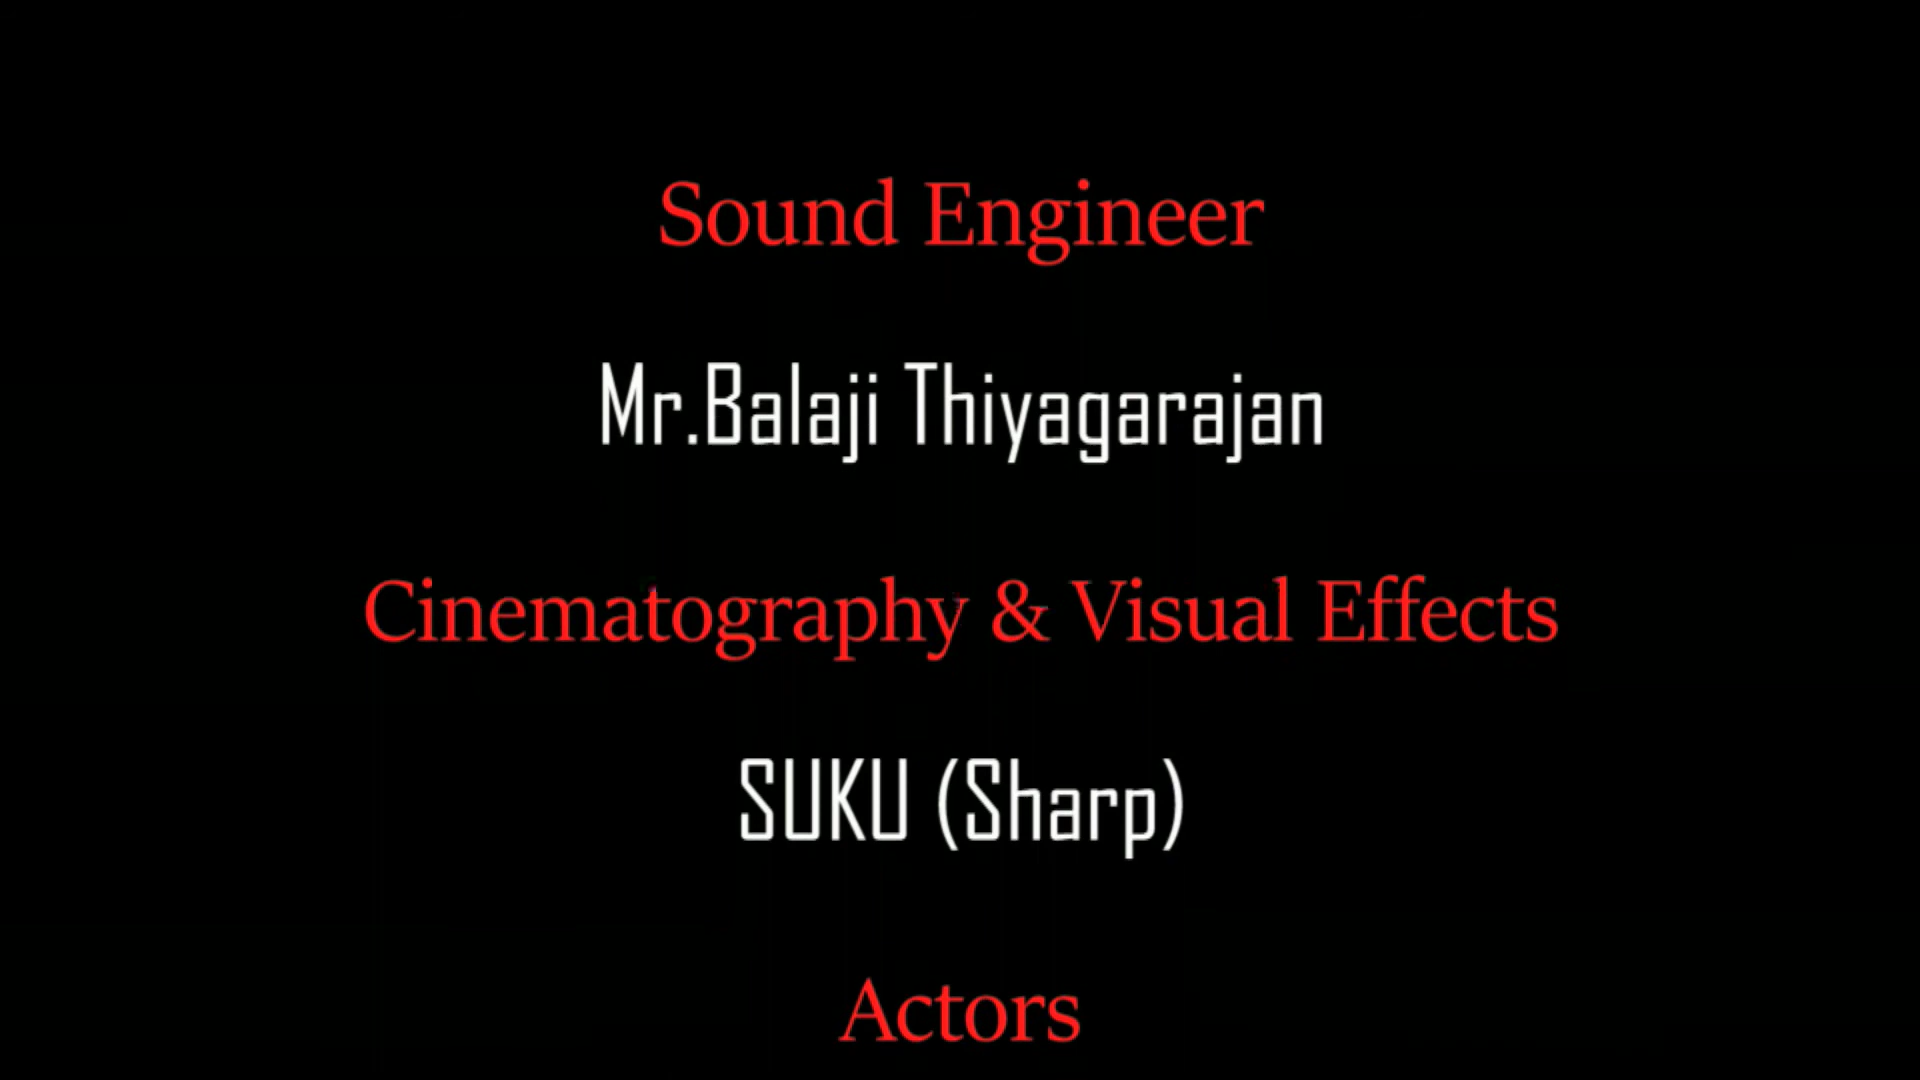 Sound Engineer
Mr.Balaji Thiyagarajan
Cinematography & Visual Effects
SUKU (Sharp)
Actors